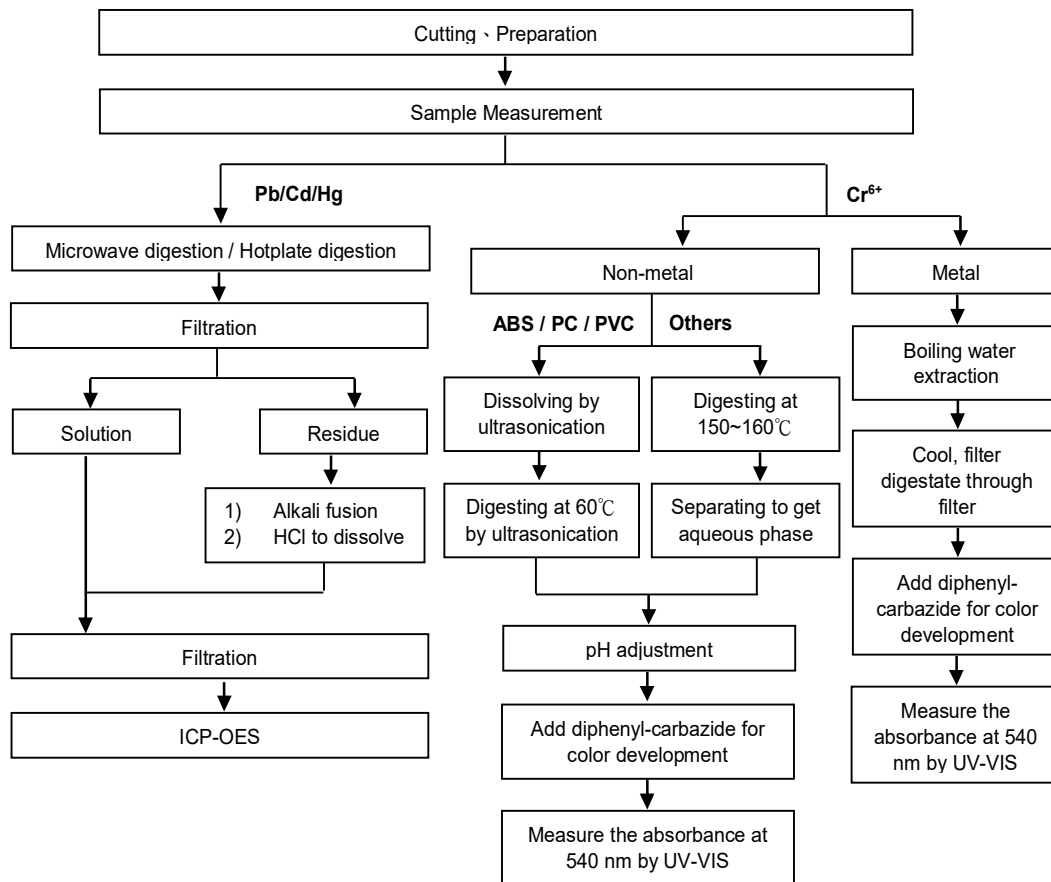 Cutting、Preparation
Sample Measurement
Pb/Cd/Hg
Cr⁶⁺
Microwave digestion / Hotplate digestion
Non-metal
Metal
Filtration
ABS / PC / PVC
Others
Boiling water
extraction
Solution
Residue
Dissolving by
ultrasonication
Digesting at
150~160℃
Cool, filter
digestate through
filter
1) Alkali fusion
2) HCl to dissolve
Digesting at 60℃
by ultrasonication
Separating to get
aqueous phase
Add diphenyl-
carbazide for color
development
Filtration
pH adjustment
ICP-OES
Add diphenyl-carbazide for
color development
Measure the
absorbance at 540
nm by UV-VIS
Measure the absorbance at
540 nm by UV-VIS